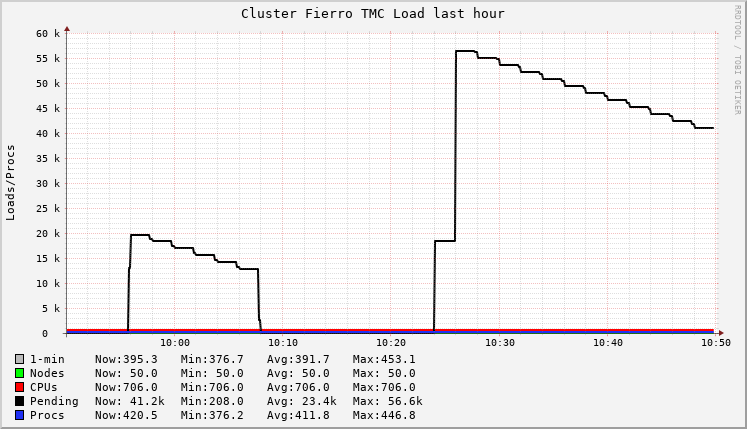 Cluster Fierro TMC Load last hour
RRDTOOL / TOBI OETIKER
Loads/Procs
60 k
55 k
50 k
45 k
40 k
35 k
30 k
25 k
20 k
15 k
10 k
5 k
0
10:00 10:10 10:20 10:30 10:40 10:50
1-min Now:395.3 Min:376.7 Avg:391.7 Max:453.1
Nodes Now: 50.0 Min: 50.0 Avg: 50.0 Max: 50.0
CPUs Now:706.0 Min:706.0 Avg:706.0 Max:706.0
Pending Now: 41.2k Min:208.0 Avg: 23.4k Max: 56.6k
Procs Now:420.5 Min:376.2 Avg:411.8 Max:446.8